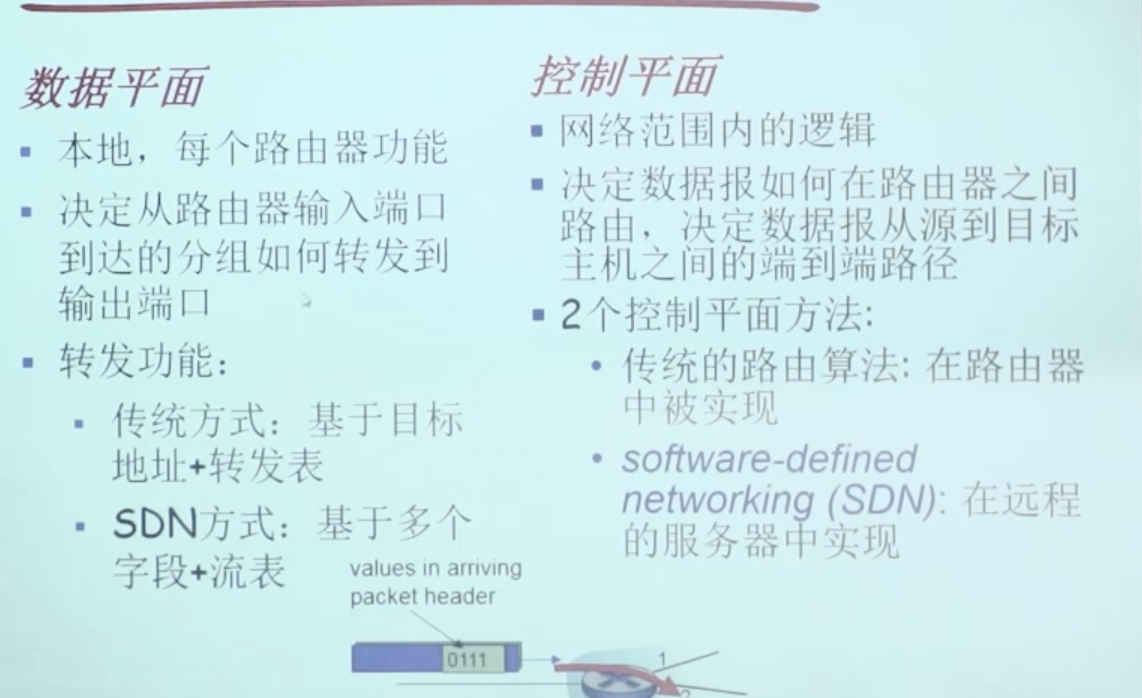 数据平面
本地，每个路由器功能
决定从路由器输入端口
到达的分组如何转发到
输出端口
转发功能：
传统方式：基于目标
地址+转发表
SDN方式：基于多个
字段+流表
values in arriving
packet header
0111
1
2
控制平面
网络范围内的逻辑
决定数据报如何在路由器之间
路由，决定数据报从源到目标
主机之间的端到端路径
2个控制平面方法:
传统的路由算法: 在路由器
中被实现
software-defined
networking (SDN): 在远程
的服务器中实现